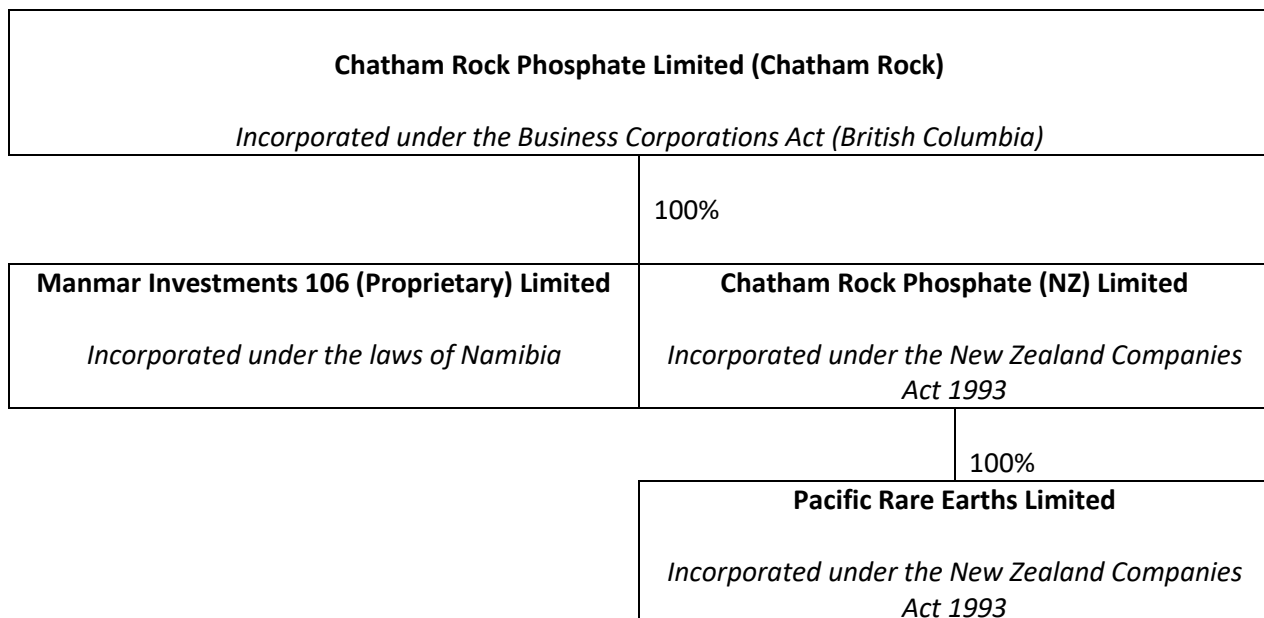 Chatham Rock Phosphate Limited (Chatham Rock)
Incorporated under the Business Corporations Act (British Columbia)
100%
Manmar Investments 106 (Proprietary) Limited
Incorporated under the laws of Namibia
Chatham Rock Phosphate (NZ) Limited
Incorporated under the New Zealand Companies
Act 1993
100%
Pacific Rare Earths Limited
Incorporated under the New Zealand Companies
Act 1993